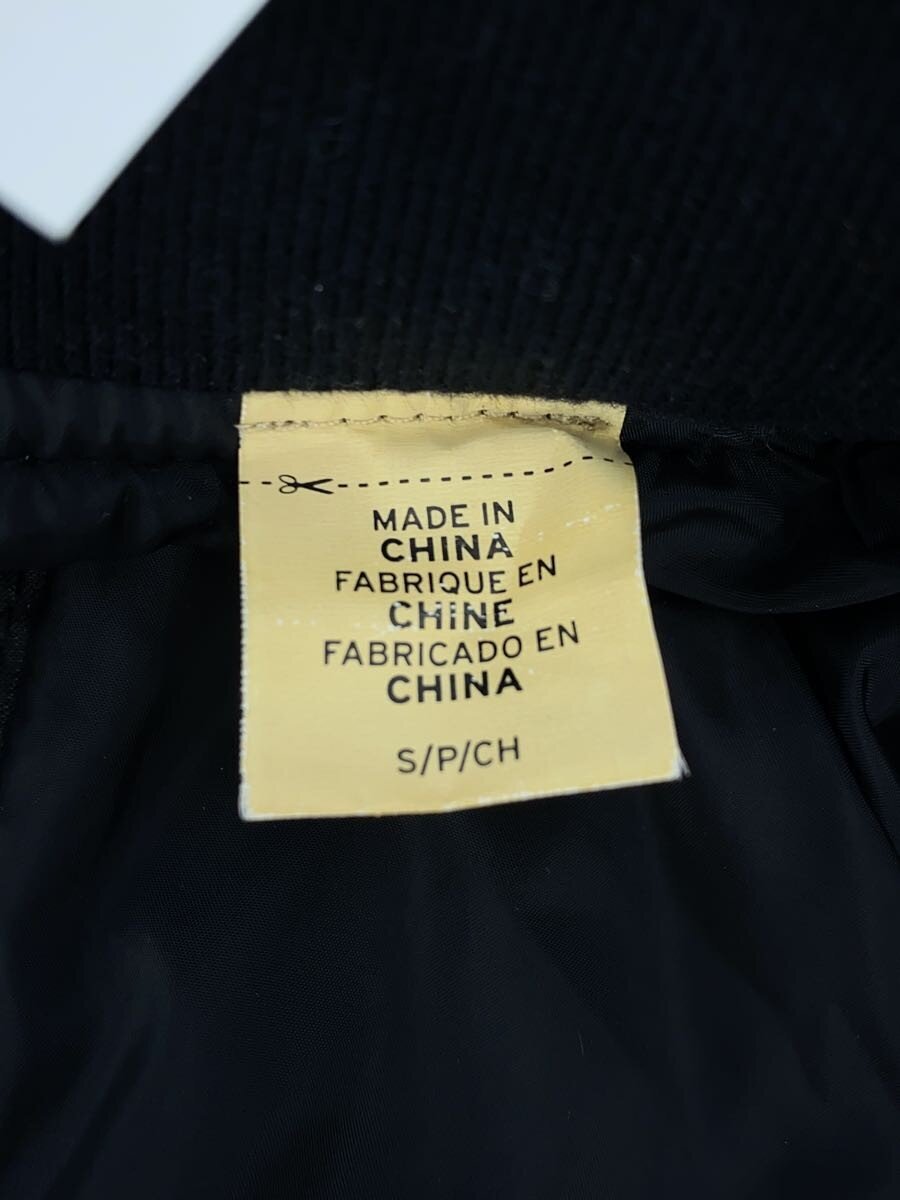 MADE IN
CHINA
FABRIQUE EN
CHINE
FABRICADO EN
CHINA
S/P/CH